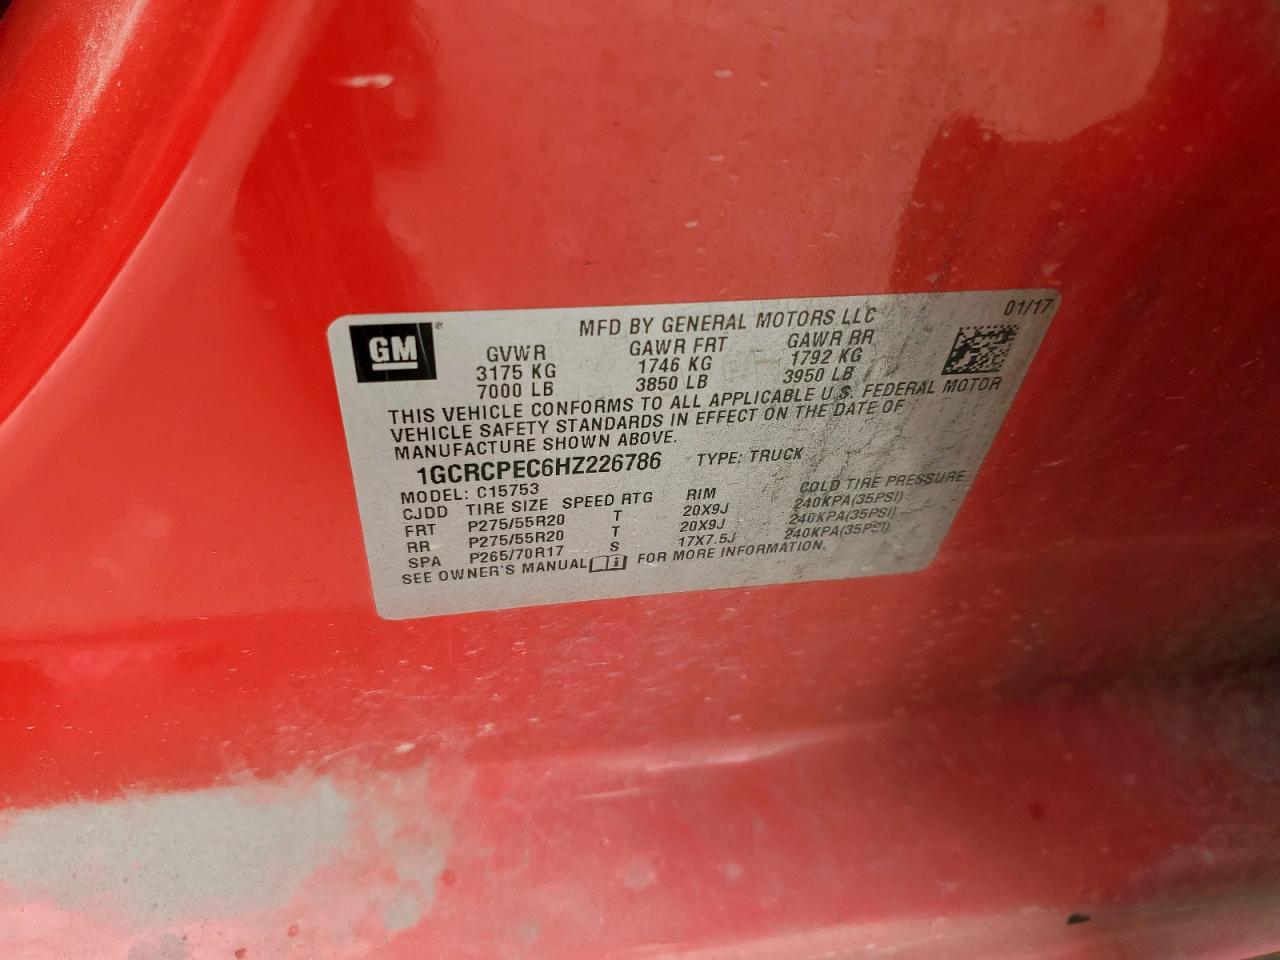 GM®
MFD BY GENERAL MOTORS LLC
01/17
GVWR GAWR FRT GAWR RR
3175 KG 1746 KG 1792 KG
7000 LB 3850 LB 3950 LB
THIS VEHICLE CONFORMS TO ALL APPLICABLE U.S. FEDERAL MOTOR
VEHICLE SAFETY STANDARDS IN EFFECT ON THE DATE OF
MANUFACTURE SHOWN ABOVE.
1GCRCPEC6HZ226786 TYPE: TRUCK
MODEL: C15753
CJDD TIRE SIZE SPEED RTG RIM COLD TIRE PRESSURE
FRT P275/55R20 T 20X9J 240KPA(35PSI)
RR P275/55R20 T 20X9J 240KPA(35PSI)
SPA P265/70R17 S 17X7.5J 240KPA(35PSI)
SEE OWNER'S MANUAL i FOR MORE INFORMATION.